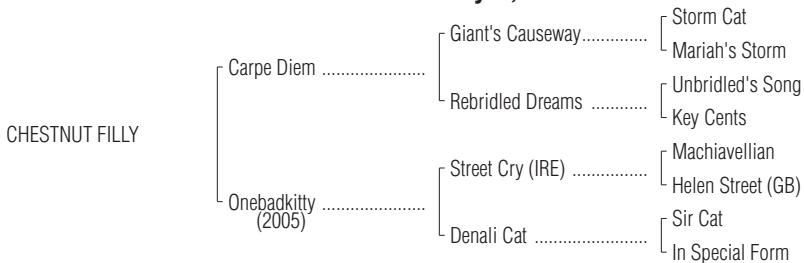 Storm Cat
Giant's Causeway..............
Mariah's Storm
Carpe Diem ......................
Unbridled's Song
Rebridled Dreams ............
Key Cents
CHESTNUT FILLY
Machiavellian
Street Cry (IRE) ................
Helen Street (GB)
Onebadkitty ......................
(2005)
Sir Cat
Denali Cat ........................
In Special Form